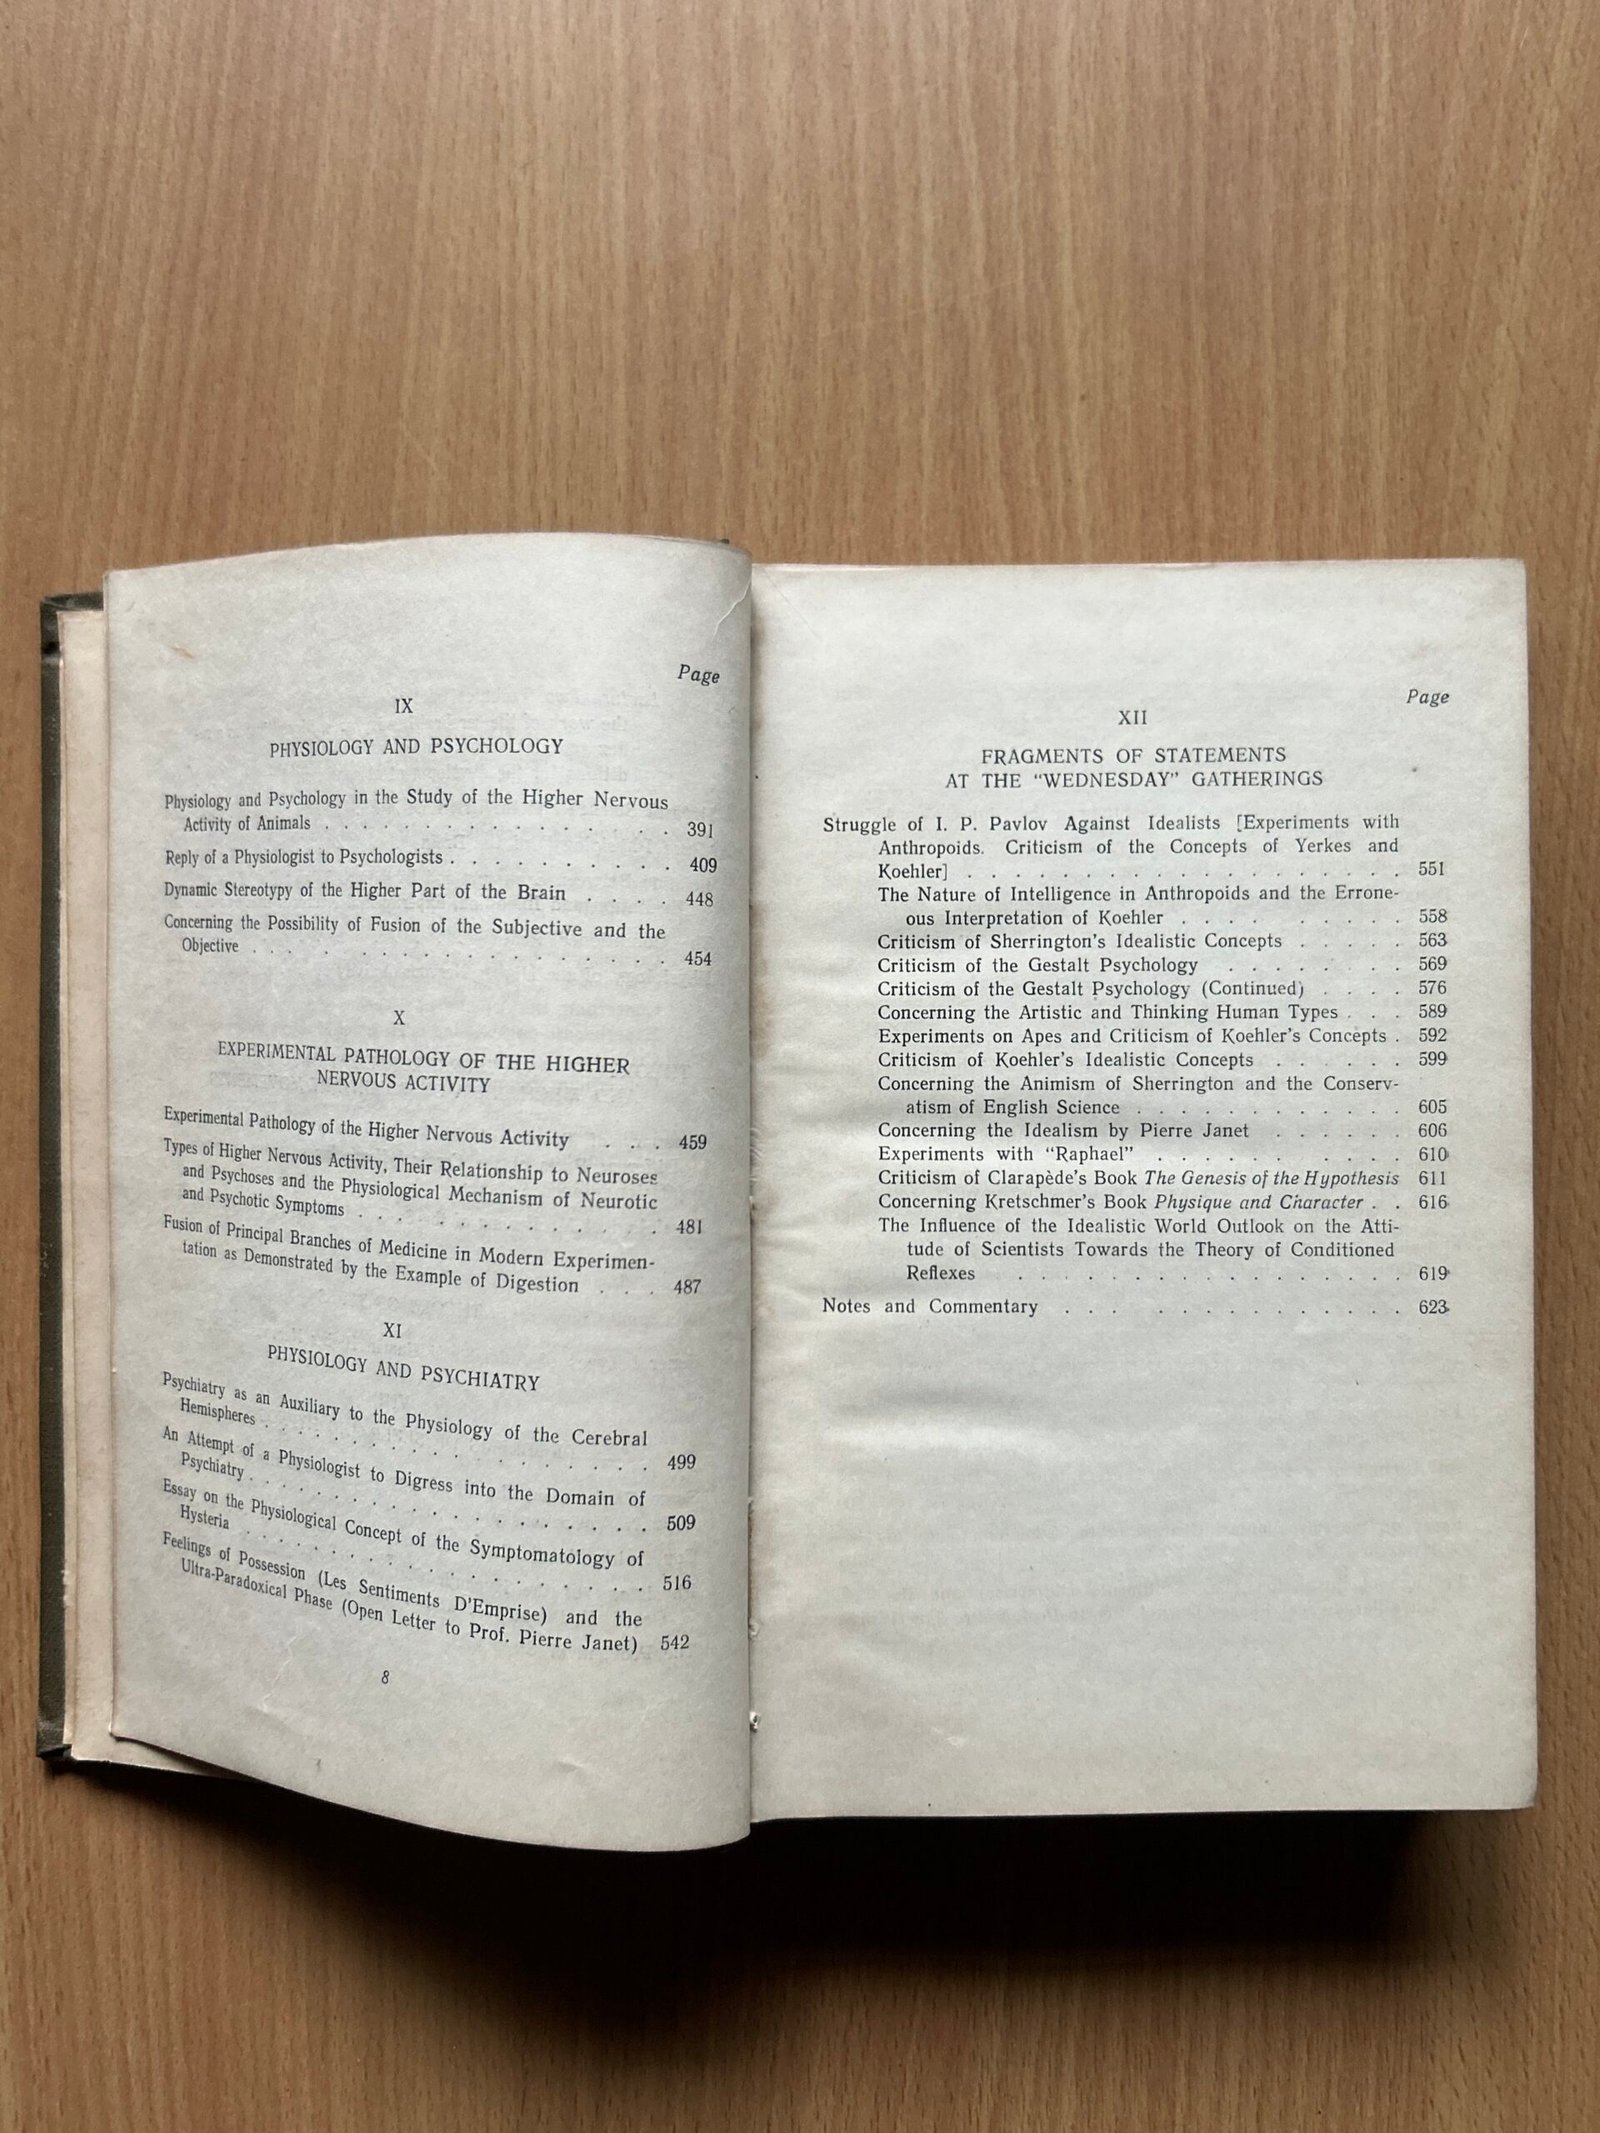 Page
IX
PHYSIOLOGY AND PSYCHOLOGY
Physiology and Psychology in the Study of the Higher Nervous
Activity of Animals . . . . . . . . . . . . . . . 391
Reply of a Physiologist to Psychologists . . . . . . . . . . 409
Dynamic Stereotypy of the Higher Part of the Brain . . . . 448
Concerning the Possibility of Fusion of the Subjective and the
Objective . . . . . . . . . . . . . . . . . . 454
X
EXPERIMENTAL PATHOLOGY OF THE HIGHER
NERVOUS ACTIVITY
Experimental Pathology of the Higher Nervous Activity . . . 459
Types of Higher Nervous Activity, Their Relationship to Neuroses
and Psychoses and the Physiological Mechanism of Neurotic
and Psychotic Symptoms . . . . . . . . . . . . . 481
Fusion of Principal Branches of Medicine in Modern Experimen-
tation as Demonstrated by the Example of Digestion . . . 487
XI
PHYSIOLOGY AND PSYCHIATRY
Psychiatry as an Auxiliary to the Physiology of the Cerebral
Hemispheres . . . . . . . . . . . . . . . . . 499
An Attempt of a Physiologist to Digress into the Domain of
Psychiatry . . . . . . . . . . . . . . . . . . 509
Essay on the Physiological Concept of the Symptomatology of
Hysteria . . . . . . . . . . . . . . . . . . 516
Feelings of Possession (Les Sentiments D'Emprise) and the
Ultra-Paradoxical Phase (Open Letter to Prof. Pierre Janet) 542
8
Page
XII
FRAGMENTS OF STATEMENTS
AT THE "WEDNESDAY" GATHERINGS
Struggle of I. P. Pavlov Against Idealists [Experiments with
Anthropoids. Criticism of the Concepts of Yerkes and
Koehler] . . . . . . . . . . . . . . . . . . . 551
The Nature of Intelligence in Anthropoids and the Errone-
ous Interpretation of Koehler . . . . . . . . . 558
Criticism of Sherrington's Idealistic Concepts . . . . . 563
Criticism of the Gestalt Psychology . . . . . . . . 569
Criticism of the Gestalt Psychology (Continued) . . . . 576
Concerning the Artistic and Thinking Human Types . . . 589
Experiments on Apes and Criticism of Koehler's Concepts . 592
Criticism of Koehler's Idealistic Concepts . . . . . . 599
Concerning the Animism of Sherrington and the Conserv-
atism of English Science . . . . . . . . . . . . 605
Concerning the Idealism by Pierre Janet . . . . . . 606
Experiments with "Raphael" . . . . . . . . . . . 610
Criticism of Clarapède's Book The Genesis of the Hypothesis 611
Concerning Kretschmer's Book Physique and Character . . 616
The Influence of the Idealistic World Outlook on the Atti-
tude of Scientists Towards the Theory of Conditioned
Reflexes . . . . . . . . . . . . . . . . . 619
Notes and Commentary . . . . . . . . . . . . . . 623